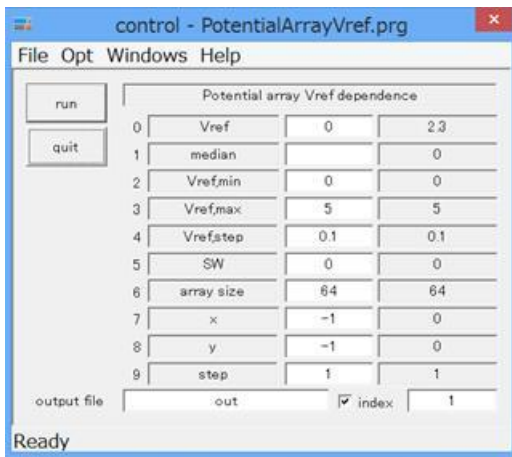 control - PotentialArrayVref.prg
File Opt Windows Help
run
Potential array Vref dependence
0 Vref 0 2.3
quit
1 median 0
2 Vref,min 0 0
3 Vref,max 5 5
4 Vref,step 0.1 0.1
5 SW 0 0
6 array size 64 64
7 x -1 0
8 y -1 0
9 step 1 1
output file out index 1
Ready